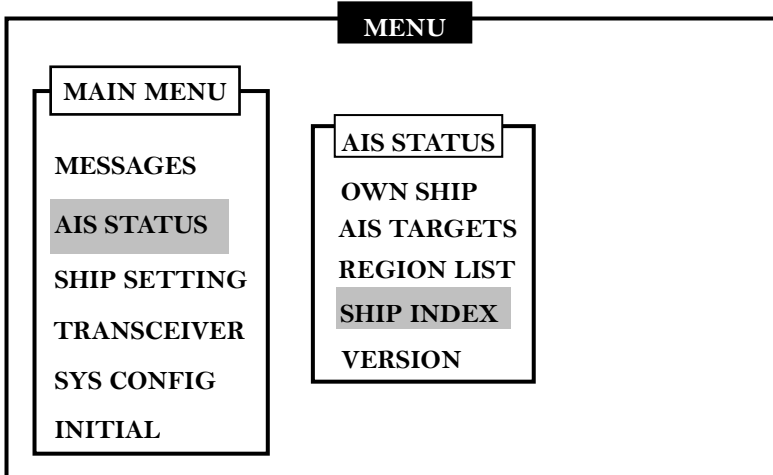 MENU
MAIN MENU
MESSAGES
AIS STATUS
SHIP SETTING
TRANSCEIVER
SYS CONFIG
INITIAL
AIS STATUS
OWN SHIP
AIS TARGETS
REGION LIST
SHIP INDEX
VERSION